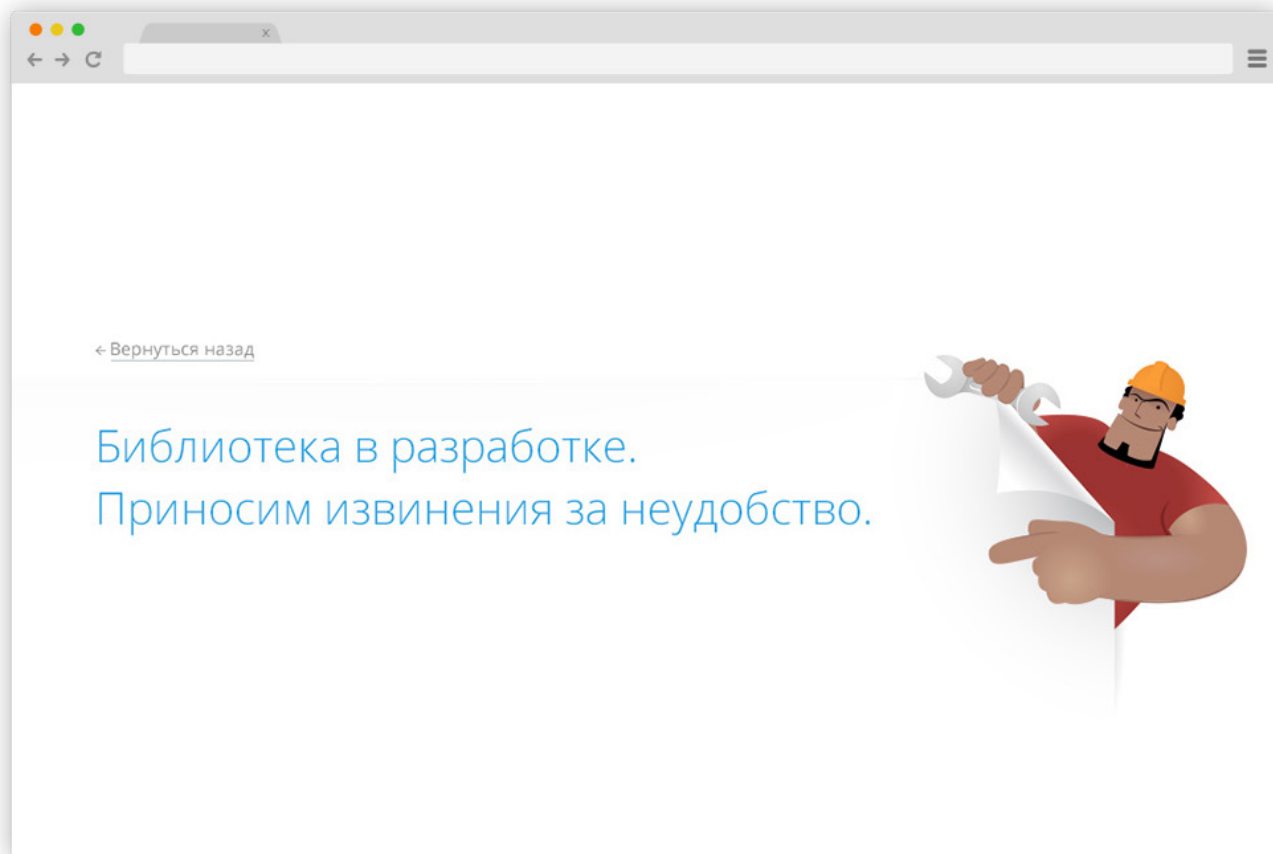 ← Вернуться назад
Библиотека в разработке.
Приносим извинения за неудобство.